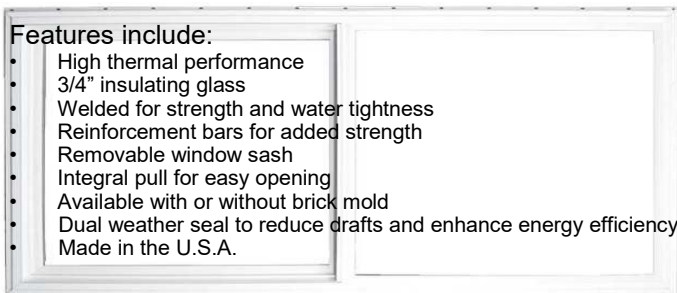 Features include:
• High thermal performance
• 3/4” insulating glass
• Welded for strength and water tightness
• Reinforcement bars for added strength
• Removable window sash
• Integral pull for easy opening
• Available with or without brick mold
• Dual weather seal to reduce drafts and enhance energy efficiency
• Made in the U.S.A.